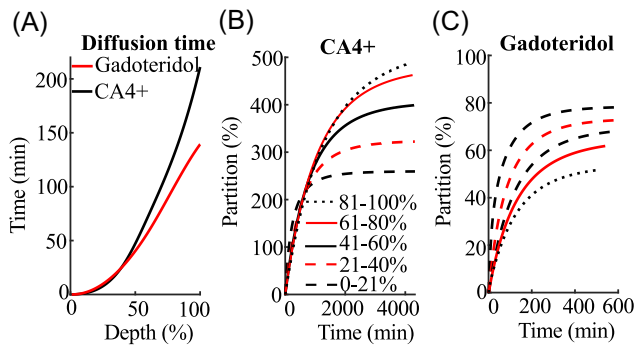 (A)
Diffusion time
Gadoteridol
CA4+
200
150
100
50
0
0
50
100
Time (min)
Depth (%)
(B)
CA4+
500
400
300
200
100
0
0
2000
4000
Partition (%)
Time (min)
81-100%
61-80%
41-60%
21-40%
0-21%
(C)
Gadoteridol
100
80
60
40
20
0
0
200
400
600
Partition (%)
Time (min)